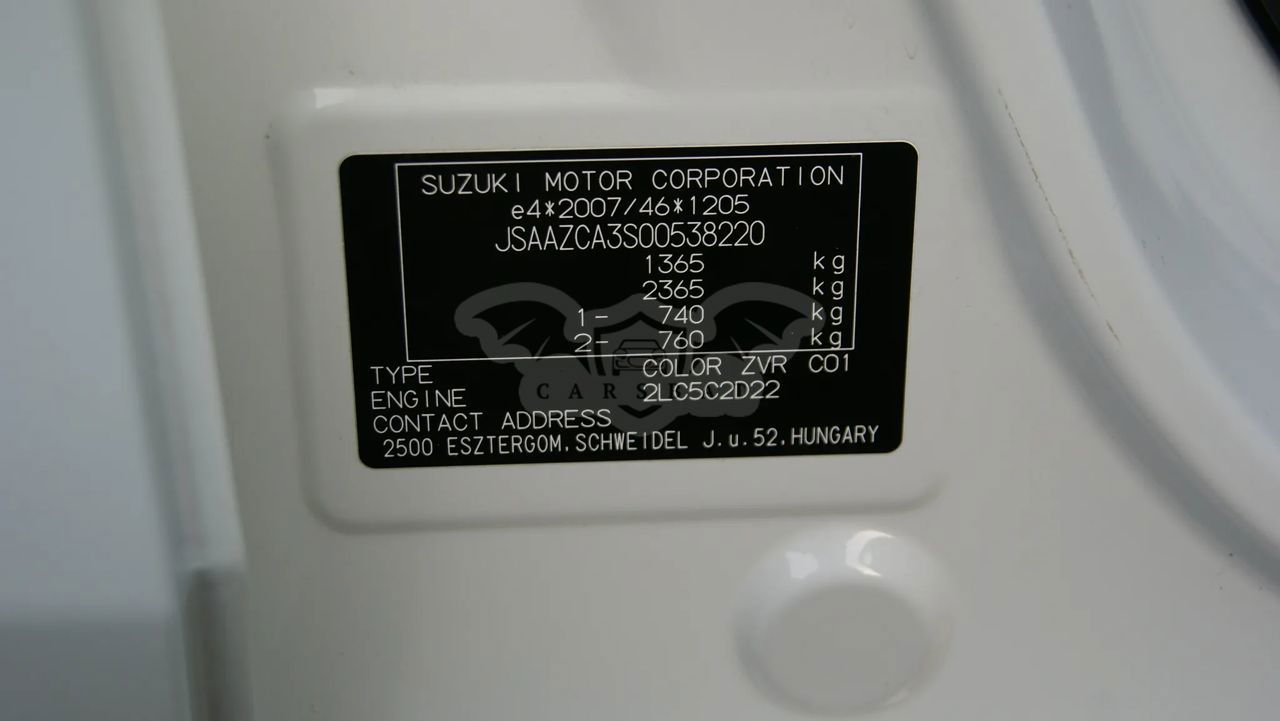 SUZUKI MOTOR CORPORATION
e4*2007/46*1205
JSAAZCA3S00538220
1365 kg
2365 kg
1- 740 kg
2- 760 kg
TYPE COLOR ZVR C01
ENGINE 2LC5C2D22
CARS
CONTACT ADDRESS
2500 ESZTERGOM, SCHWEIDEL J.u.52. HUNGARY